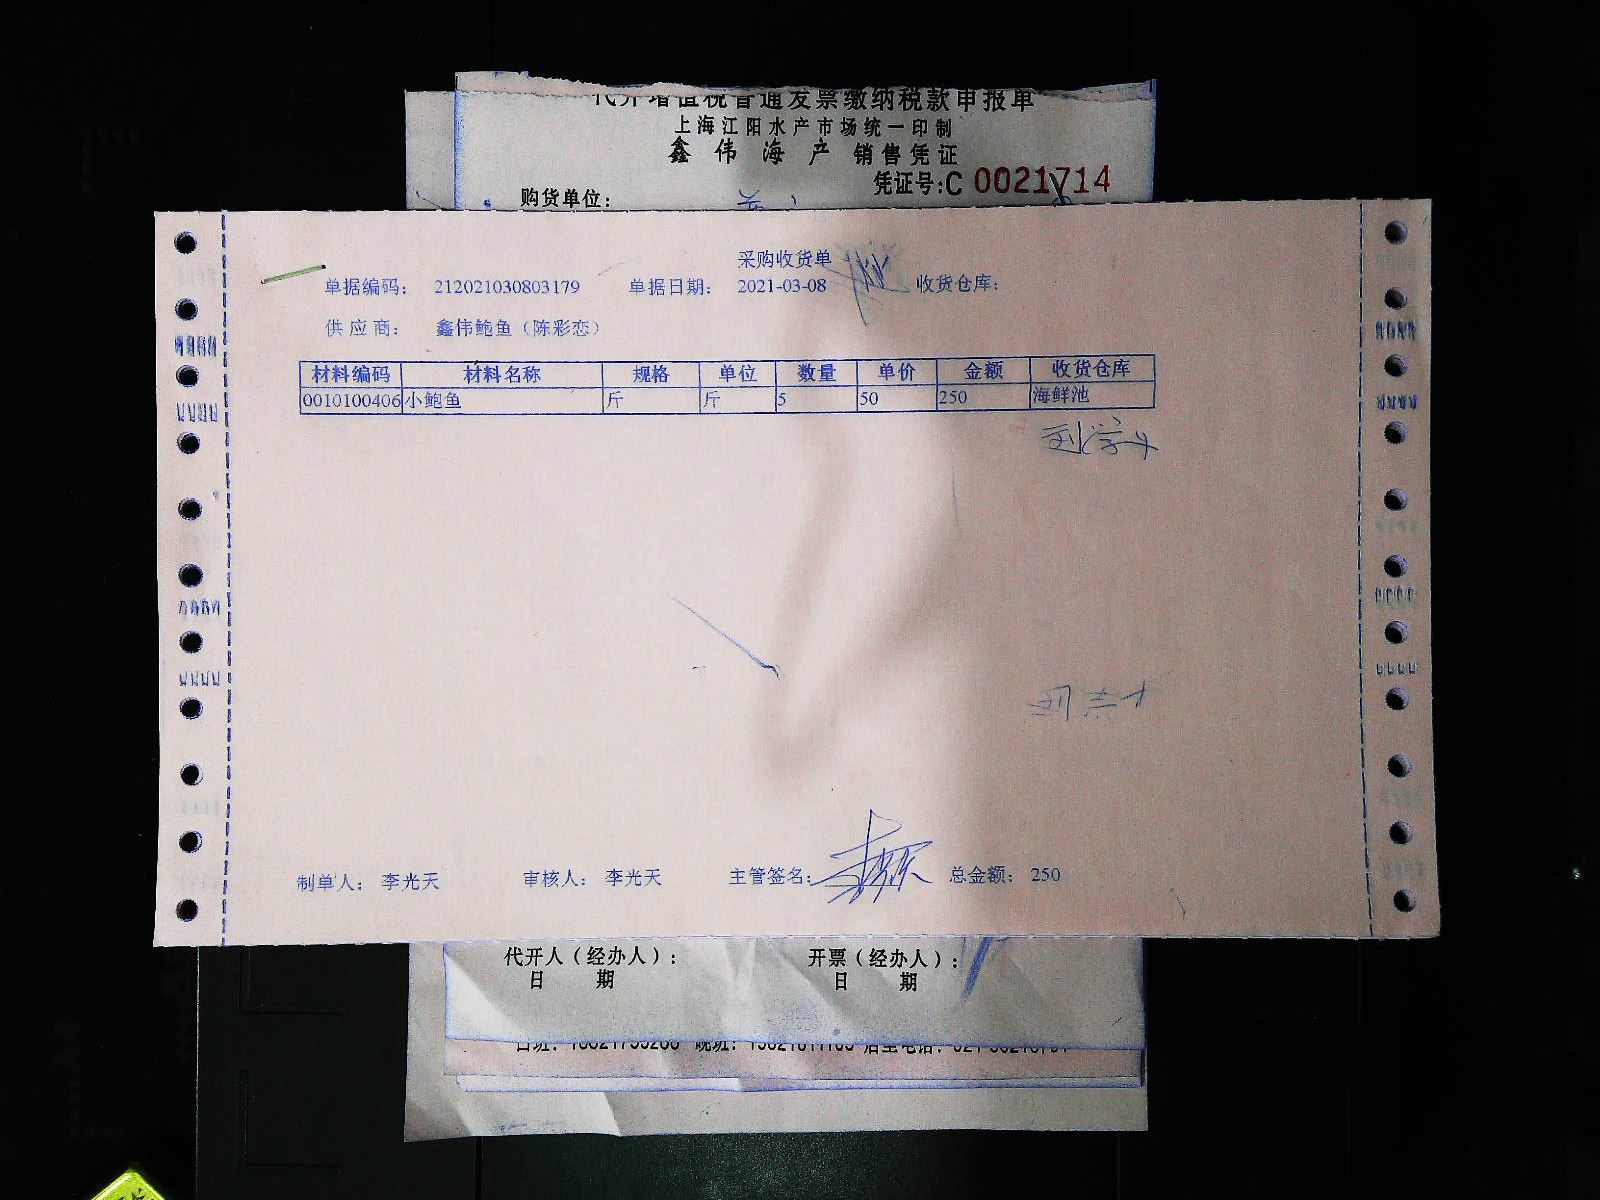 代开增值税普通发票缴纳税款申报单
上海江阳水产市场统一印制
鑫伟海产 销售凭证
凭证号:C 0021714
购货单位:
采购收货单
单据编码: 212021030803179 单据日期: 2021-03-08 收货仓库:
供应商: 鑫伟鲍鱼（陈彩恋）
材料编码 材料名称 规格 单位 数量 单价 金额 收货仓库
0010100406 小鲍鱼 斤 斤 5 50 250 海鲜池
制单人: 李光天 审核人: 李光天 主管签名: 总金额: 250
代开人（经办人）: 开票（经办人）:
日 期 日 期